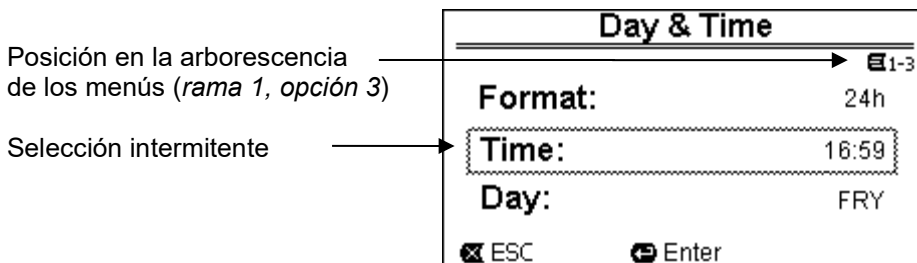 Day & Time
Posición en la arborescencia
de los menús (rama 1, opción 3)
1-3
Format: 24h
Selección intermitente
Time: 16:59
Day: FRY
ESC Enter